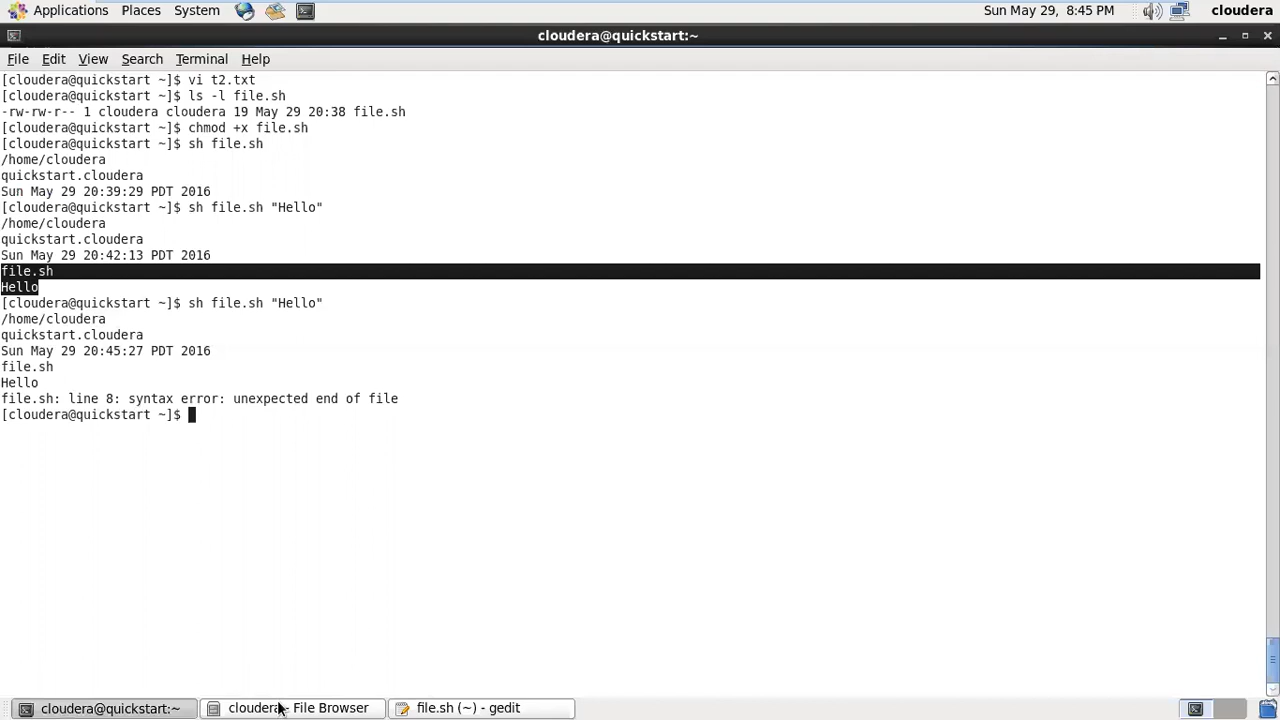 Applications Places System Sun May 29, 8:45 PM cloudera
cloudera@quickstart:~
File Edit View Search Terminal Help
[cloudera@quickstart ~]$ vi t2.txt
[cloudera@quickstart ~]$ ls -l file.sh
-rw-rw-r-- 1 cloudera cloudera 19 May 29 20:38 file.sh
[cloudera@quickstart ~]$ chmod +x file.sh
[cloudera@quickstart ~]$ sh file.sh
/home/cloudera
quickstart.cloudera
Sun May 29 20:39:29 PDT 2016
[cloudera@quickstart ~]$ sh file.sh "Hello"
/home/cloudera
quickstart.cloudera
Sun May 29 20:42:13 PDT 2016
file.sh
Hello
[cloudera@quickstart ~]$ sh file.sh "Hello"
/home/cloudera
quickstart.cloudera
Sun May 29 20:45:27 PDT 2016
file.sh
Hello
file.sh: line 8: syntax error: unexpected end of file
[cloudera@quickstart ~]$
cloudera@quickstart:~ cloudera - File Browser file.sh (~) - gedit